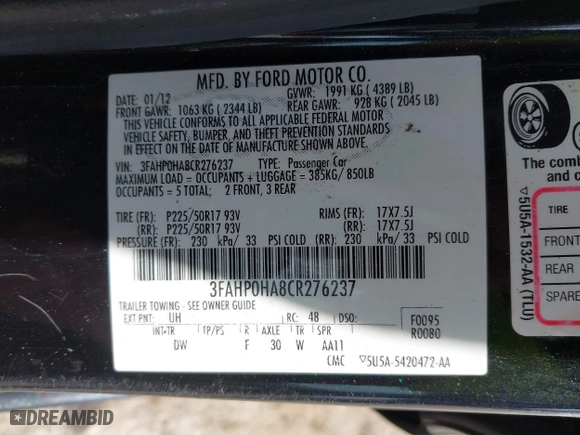 MFD. BY FORD MOTOR CO.
DATE: 01/12 GVWR: 1991 KG (4389 LB)
FRONT GAWR: 1063 KG (2344 LB) REAR GAWR: 928 KG (2045 LB)
THIS VEHICLE CONFORMS TO ALL APPLICABLE FEDERAL MOTOR
VEHICLE SAFETY, BUMPER, AND THEFT PREVENTION STANDARDS
IN EFFECT ON THE DATE OF MANUFACTURE SHOWN ABOVE.
VIN: 3FAHP0HA8CR276237 TYPE: Passenger Car
MAXIMUM LOAD = OCCUPANTS + LUGGAGE = 385KG/ 850LB
OCCUPANTS = 5 TOTAL; 2 FRONT, 3 REAR
TIRE (FR): P225/50R17 93V RIMS (FR): 17X7.5J
(RR): P225/50R17 93V (RR): 17X7.5J
PRESSURE (FR): 230 kPa/ 33 PSI COLD (RR): 230 kPa/ 33 PSI COLD
3FAHP0HA8CR276237
TRAILER TOWING - SEE OWNER GUIDE
EXT PNT: UH RC: 48 DSO: F0095
R0080
INT-TR TP/PS R AXLE TR SPR
DW F 30 W AA11
CMC ▽5U5A-5420472-AA
The comb
and car
TIRE
FRONT
REAR
SPARE
▽5U5A-1532-AA (TLU)
DREAMBID